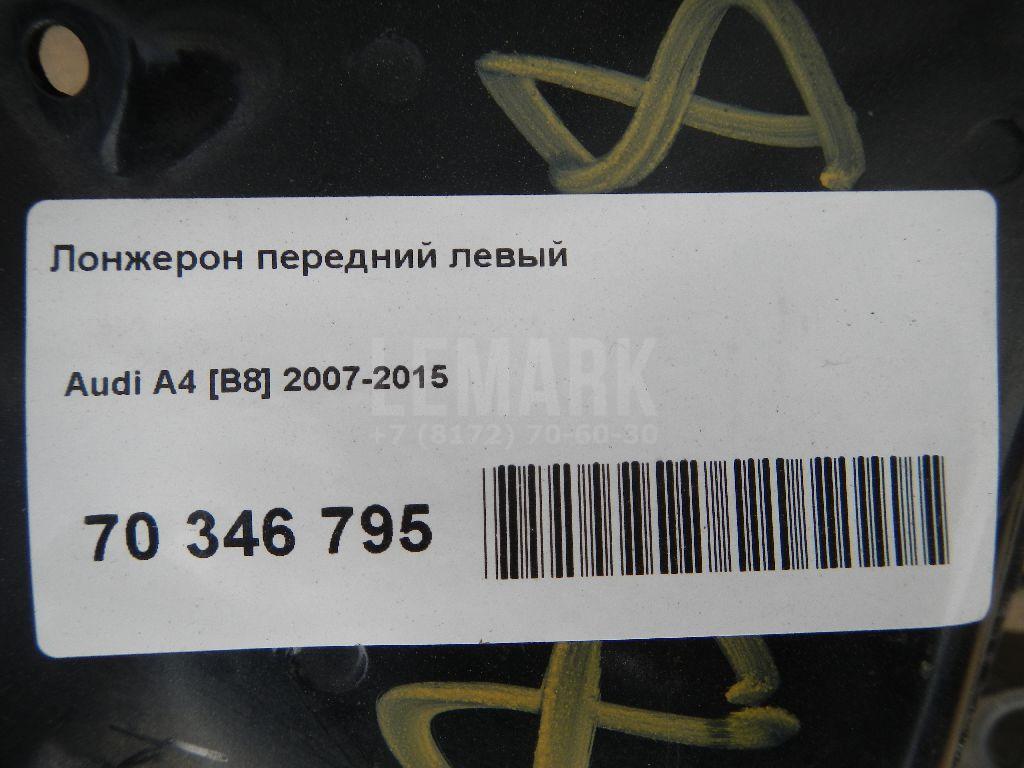 Лонжерон передний левый
Audi A4 [B8] 2007-2015
LEMARK
+7 (8172) 70-60-30
70 346 795